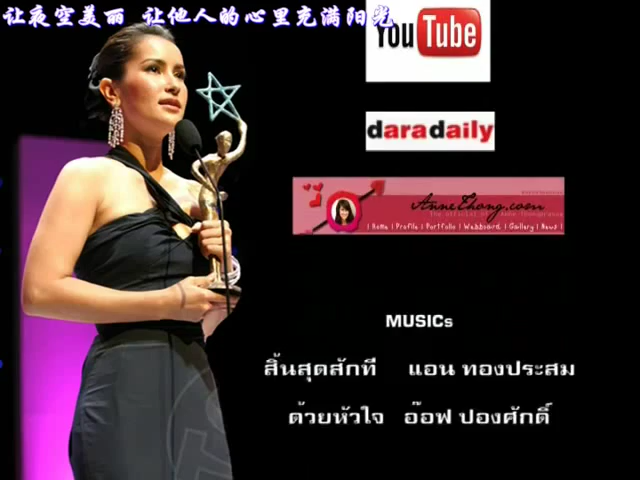 让夜空美丽 让他人的心里充满阳光
YouTube
daradaily
AnneThong.com
| Home | Profile | Portfolio | Webboard | Gallery | News |
MUSICs
สิ้นสุดสักที แอน ทองประสม
ด้วยหัวใจ อ๊อฟ ปองศักดิ์